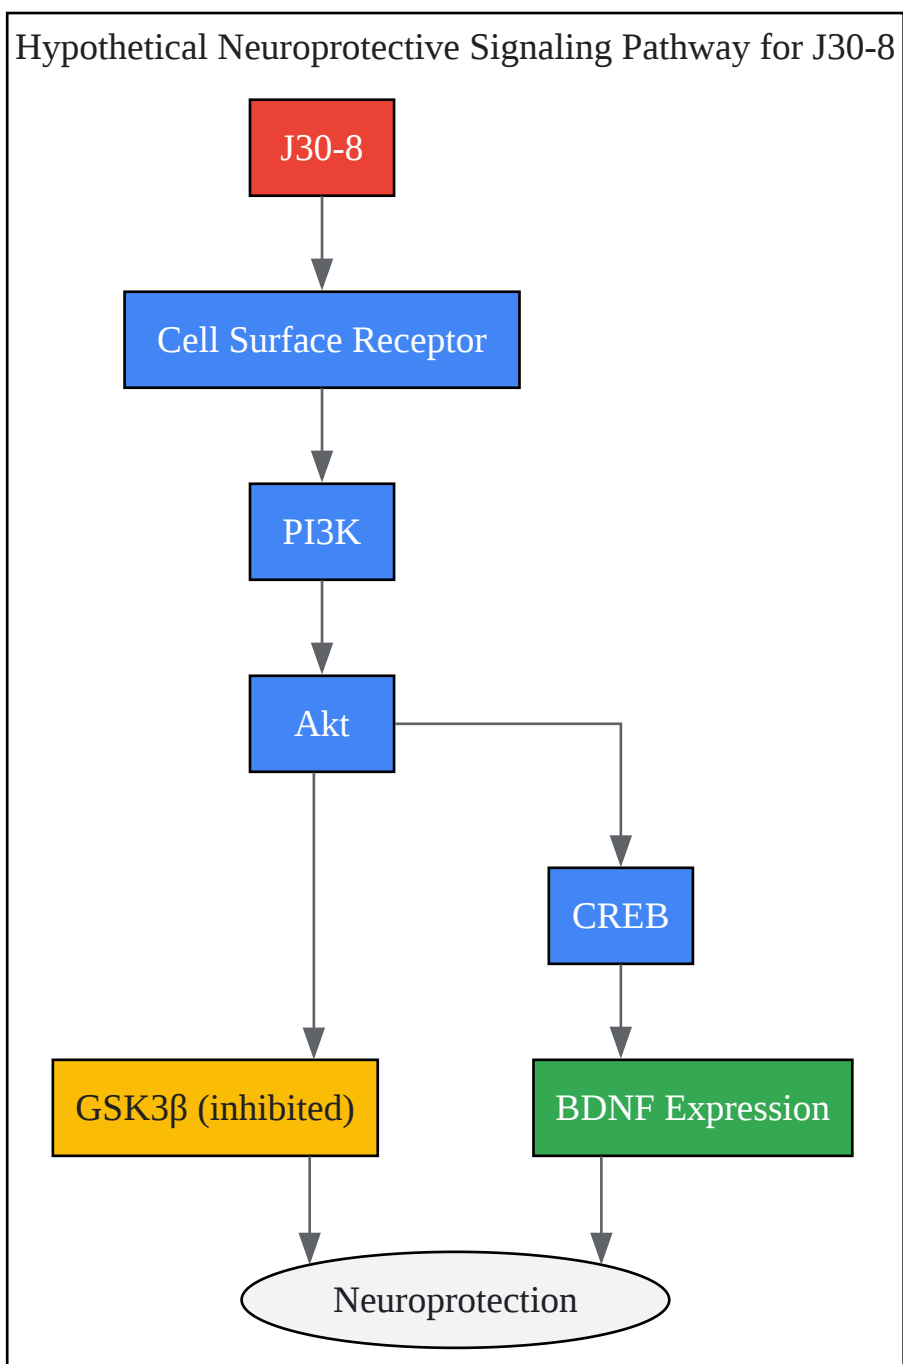 Hypothetical Neuroprotective Signaling Pathway for J30-8
J30-8
Cell Surface Receptor
PI3K
Akt
CREB
GSK3β (inhibited)
BDNF Expression
Neuroprotection